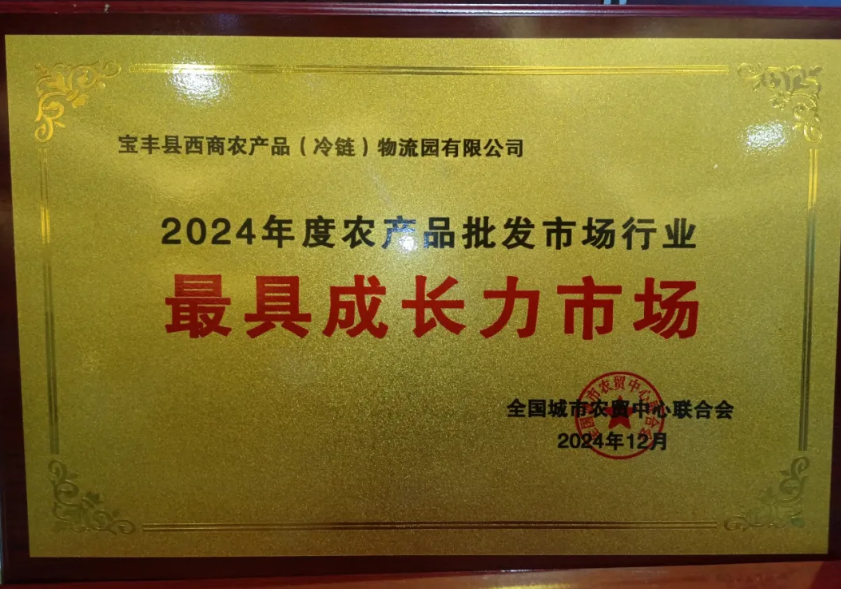 宝丰县西商农产品（冷链）物流园有限公司
2024年度农产品批发市场行业
最具成长力市场
全国城市农贸中心联合会
2024年12月